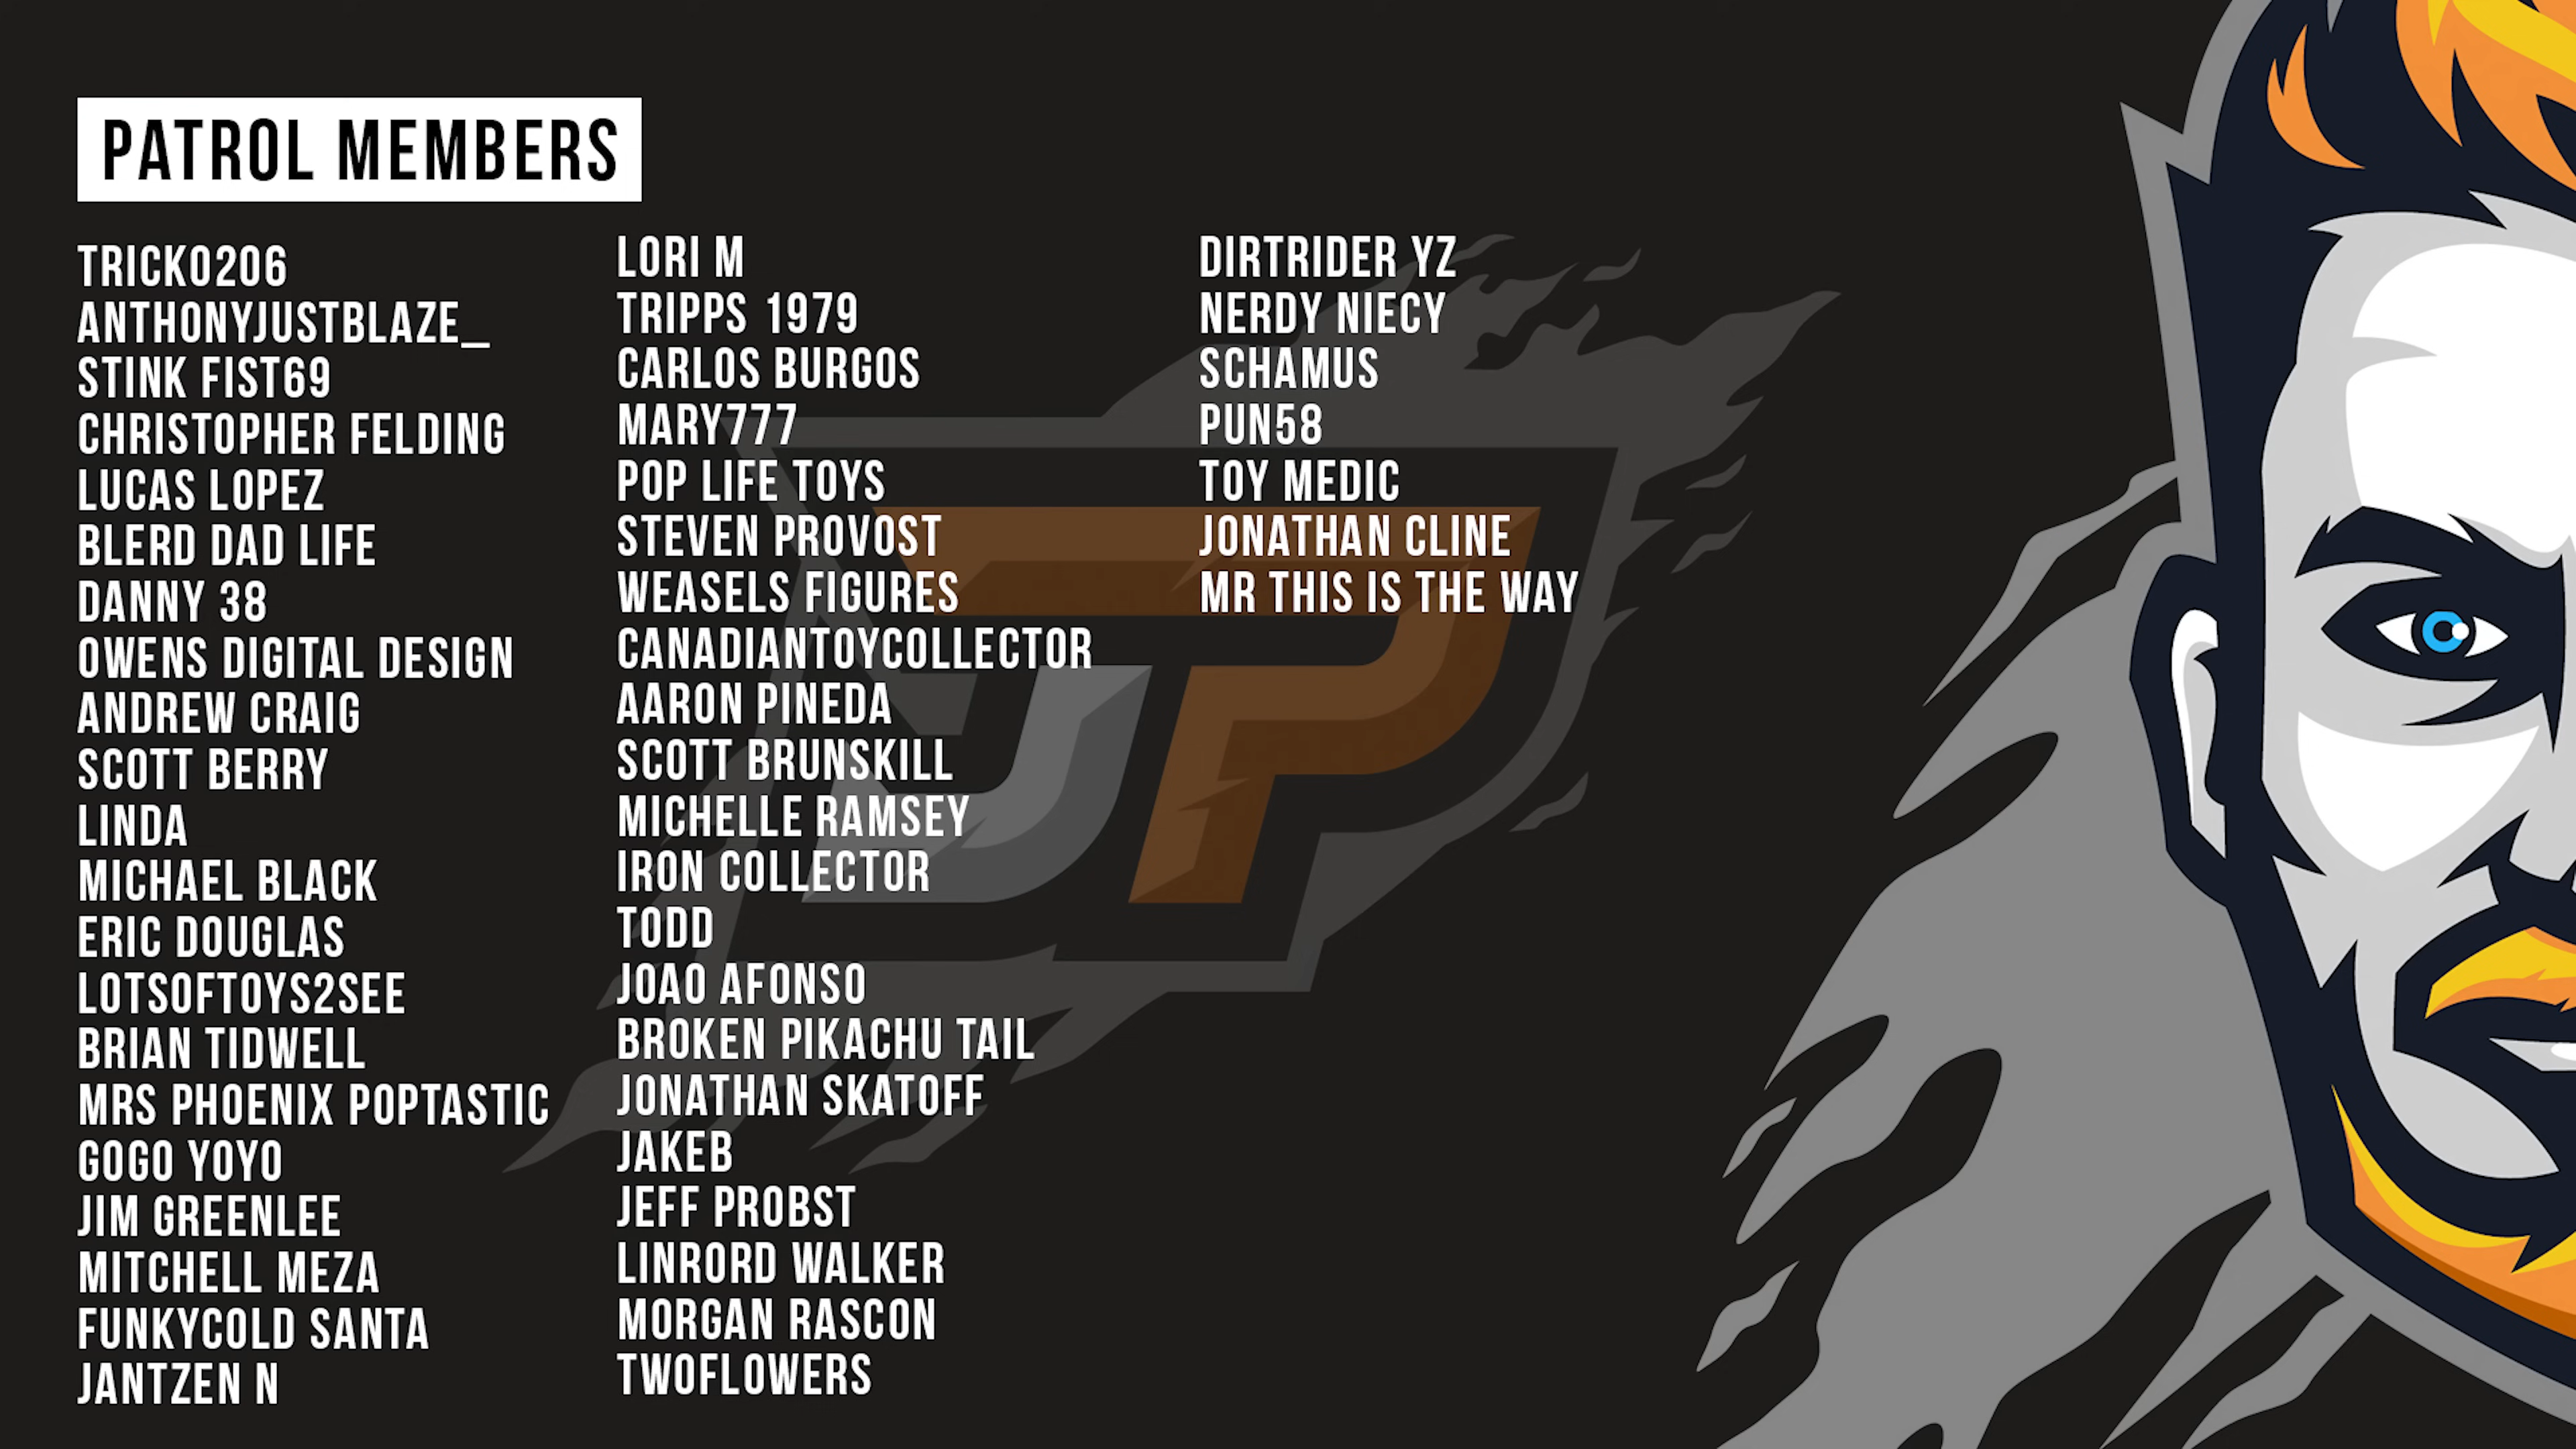 PATROL MEMBERS
TRICKO206
ANTHONYJUSTBLAZE_
STINK FIST69
CHRISTOPHER FELDING
LUCAS LOPEZ
BLERD DAD LIFE
DANNY 38
OWENS DIGITAL DESIGN
ANDREW CRAIG
SCOTT BERRY
LINDA
MICHAEL BLACK
ERIC DOUGLAS
LOTSOFTOYS2SEE
BRIAN TIDWELL
MRS PHOENIX POPTASTIC
GOGO YOYO
JIM GREENLEE
MITCHELL MEZA
FUNKYCOLD SANTA
JANTZEN N
LORI M
TRIPPS 1979
CARLOS BURGOS
MARY777
POP LIFE TOYS
STEVEN PROVOST
WEASELS FIGURES
CANADIANTOYCOLLECTOR
AARON PINEDA
SCOTT BRUNSKILL
MICHELLE RAMSEY
IRON COLLECTOR
TODD
JOAO AFONSO
BROKEN PIKACHU TAIL
JONATHAN SKATOFF
JAKEB
JEFF PROBST
LINRORD WALKER
MORGAN RASCON
TWOFLOWERS
DIRTRIDER YZ
NERDY NIECY
SCHAMUS
PUN58
TOY MEDIC
JONATHAN CLINE
MR THIS IS THE WAY
JP